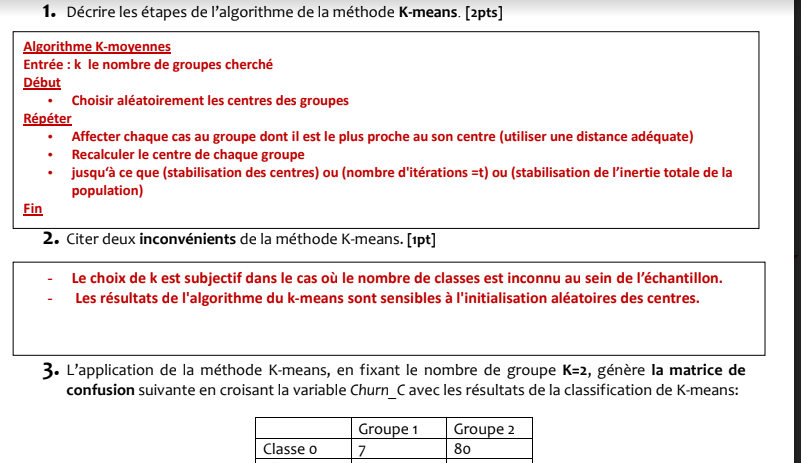 1. Décrire les étapes de l'algorithme de la méthode K-means. [2pts]
Algorithme K-moyennes
Entrée : k le nombre de groupes cherché
Début
• Choisir aléatoirement les centres des groupes
Répéter
• Affecter chaque cas au groupe dont il est le plus proche au son centre (utiliser une distance adéquate)
• Recalculer le centre de chaque groupe
• jusqu'à ce que (stabilisation des centres) ou (nombre d'itérations =t) ou (stabilisation de l'inertie totale de la
population)
Fin
2. Citer deux inconvénients de la méthode K-means. [1pt]
- Le choix de k est subjectif dans le cas où le nombre de classes est inconnu au sein de l'échantillon.
- Les résultats de l'algorithme du k-means sont sensibles à l'initialisation aléatoires des centres.
3. L'application de la méthode K-means, en fixant le nombre de groupe K=2, génère la matrice de
confusion suivante en croisant la variable Churn_C avec les résultats de la classification de K-means:
Groupe 1 Groupe 2
Classe 0 7 80